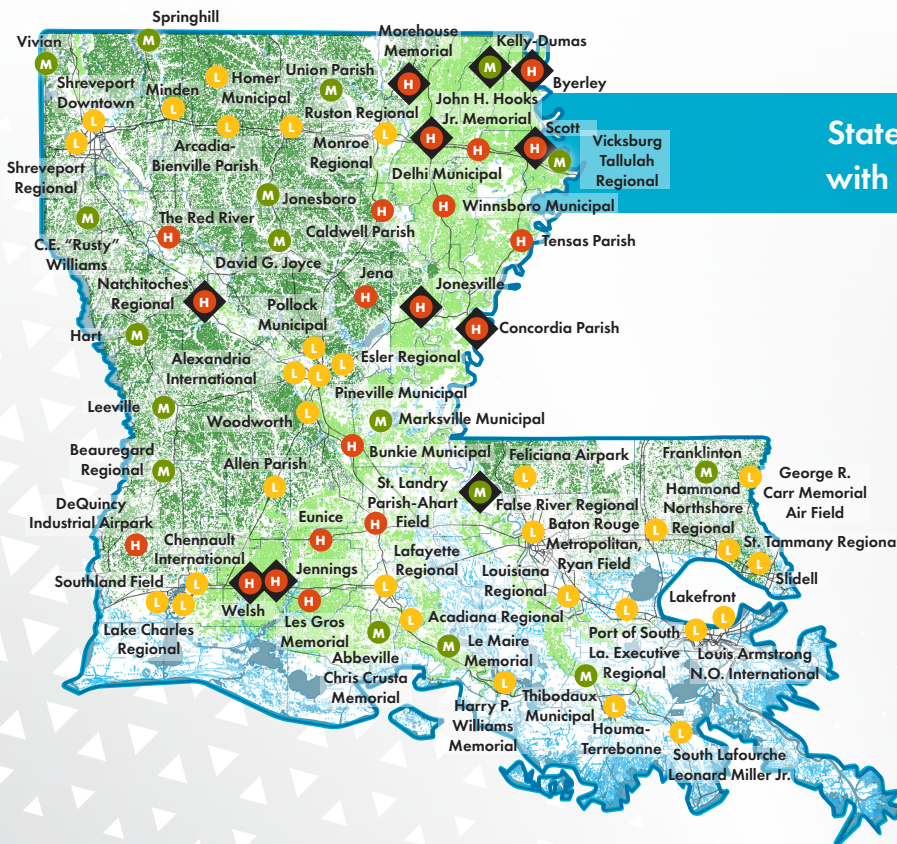 Springhill
Vivian
Morehouse
Memorial
Kelly-Dumas
M
M
Shreveport
Downtown
Minden
L
Homer
Municipal
Union Parish
M
H
M
H
Byerley
L
L
Ruston Regional
John H. Hooks
Jr. Memorial
State
with
L
Arcadia-
Bienville Parish
L
L
Monroe
Regional
L
H
H
Delhi Municipal
Scott
H
M
Vicksburg
Tallulah
Regional
Shreveport
Regional
M
Jonesboro
M
The Red River
H
C.E. “Rusty”
Williams
M
David G. Joyce
H
Caldwell Parish
H
Winnsboro Municipal
H
Tensas Parish
Natchitoches
Regional
H
Jena
H
Pollock
Municipal
Jonesville
H
H
Concordia Parish
Hart
M
Alexandria
International
L
L
L
L
Esler Regional
Pineville Municipal
Leeville
M
Woodworth
L
M
Marksville Municipal
Beauregard
Regional
M
H
Bunkie Municipal
Allen Parish
L
St. Landry
Parish-Ahart
Field
H
Feliciana Airpark
L
M
False River Regional
Franklinton
M
L
George R.
Carr Memorial
Air Field
DeQuincy
Industrial Airpark
H
Eunice
H
Baton Rouge
Metropolitan,
Ryan Field
L
Hammond
Northshore
Regional
L
St. Tammany Regiona
L
L
Slidell
Chennault
International
L
Southland Field
L
L
H
H
Jennings
Welsh
H
Les Gros
Memorial
Lafayette
Regional
L
L
Acadiana Regional
Louisiana
Regional
L
Lakefront
L
L
L
Lake Charles
Regional
M
Abbeville
Chris Crusta
Memorial
M
Le Maire
Memorial
Port of South
La. Executive
Regional
Louis Armstrong
N.O. International
L
Harry P.
Williams
Memorial
M
Thibodaux
Municipal
L
Houma-
Terrebonne
L
South Lafourche
Leonard Miller Jr.